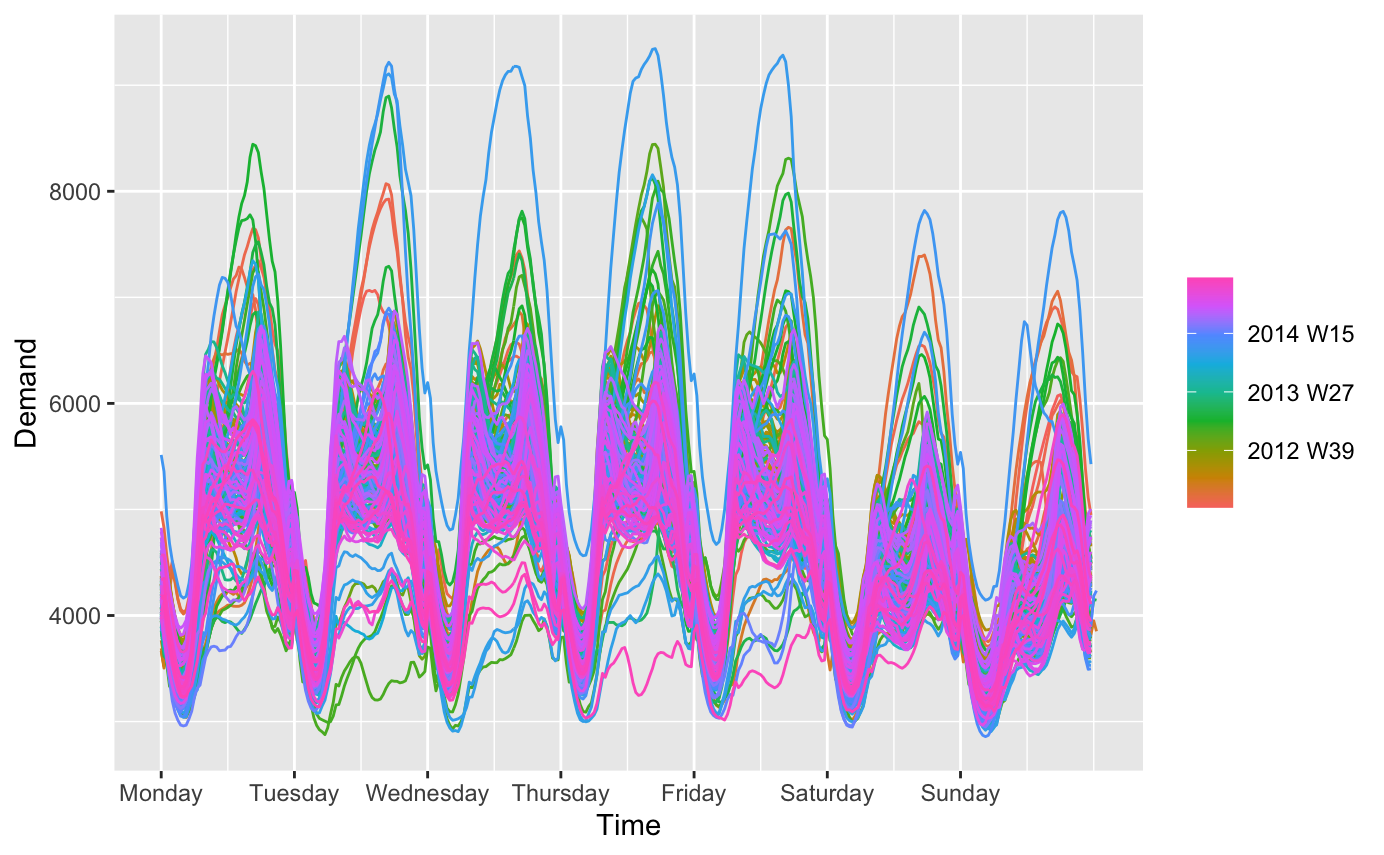 Demand
8000
6000
4000
Monday Tuesday Wednesday Thursday Friday Saturday Sunday
Time
2014 W15
2013 W27
2012 W39